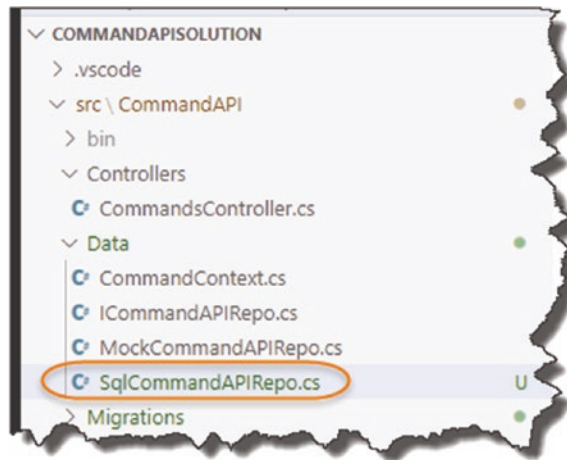 COMMANDAPISOLUTION
.vscode
src \ CommandAPI
bin
Controllers
C# CommandsController.cs
Data
C# CommandContext.cs
C# ICommandAPIRepo.cs
C# MockCommandAPIRepo.cs
C# SqlCommandAPIRepo.cs U
Migrations